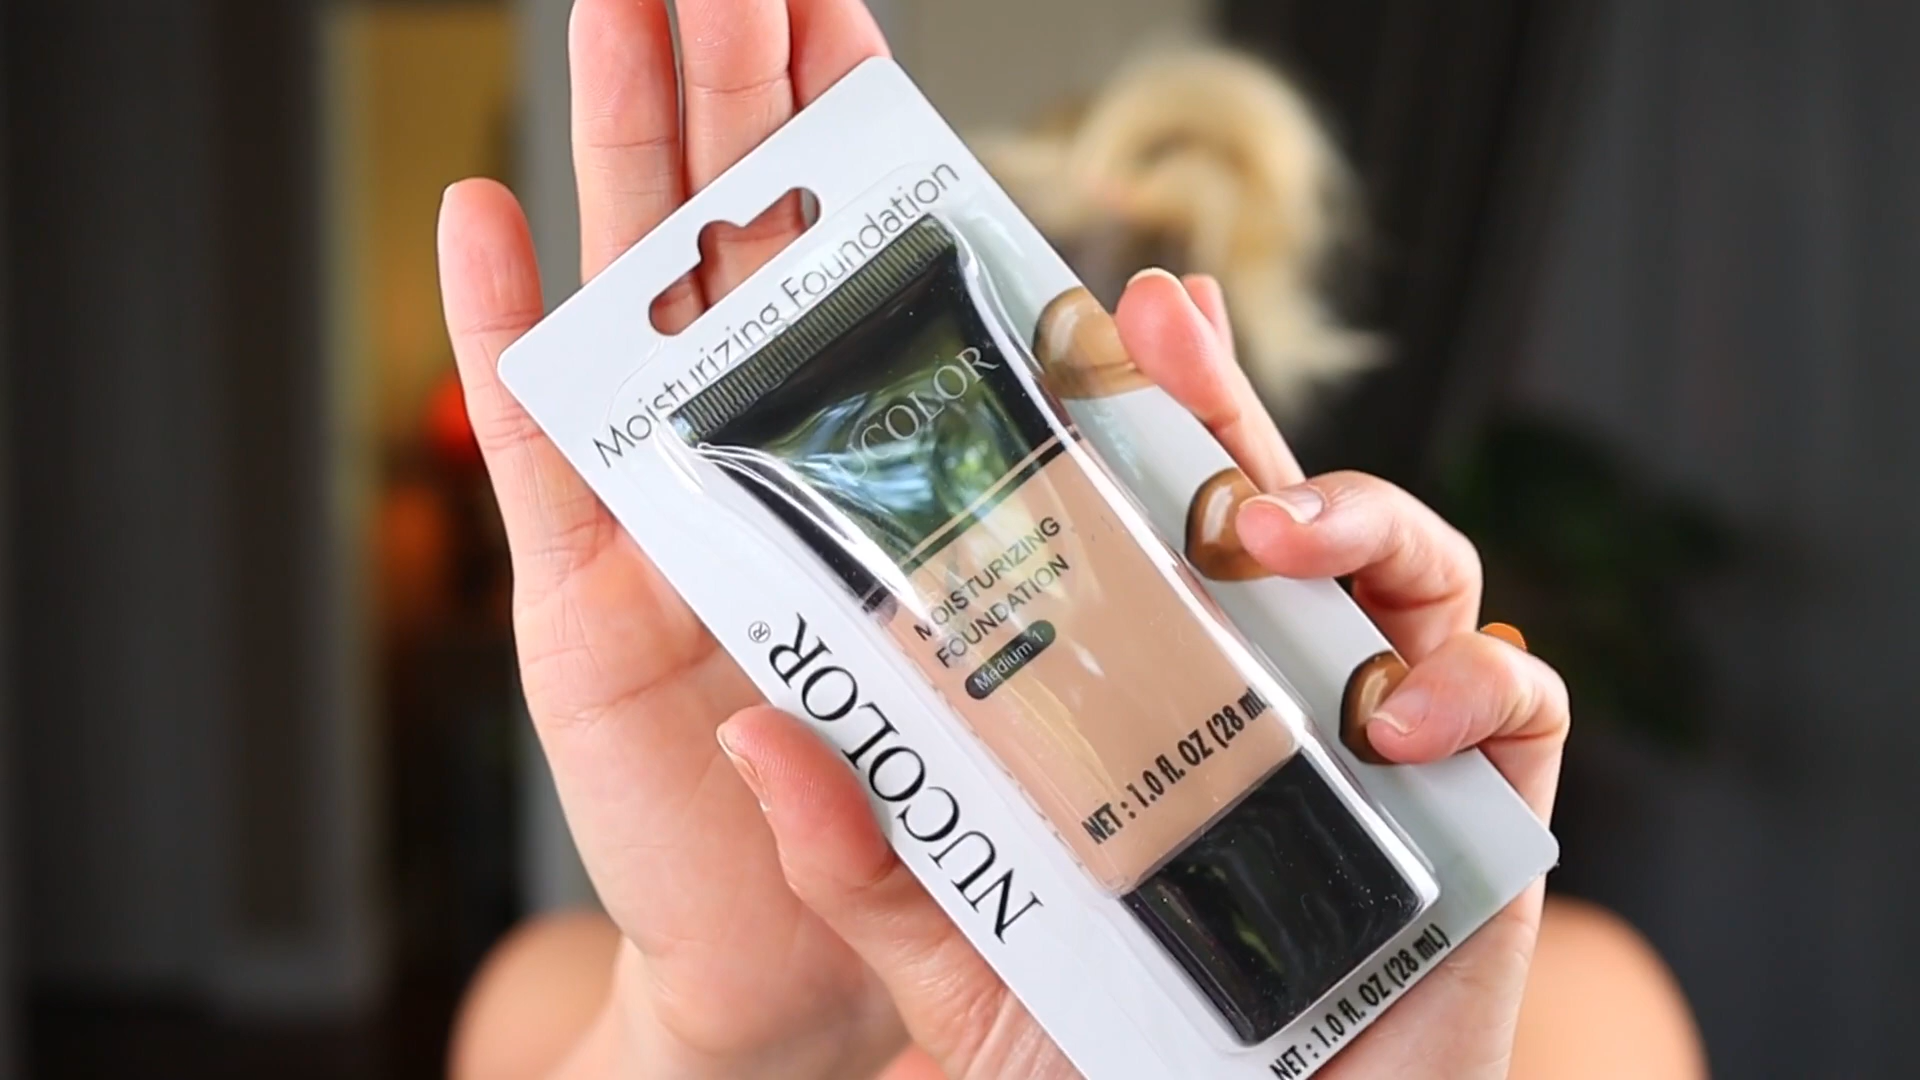 Moisturizing Foundation
UCOLOR
MOISTURIZING
FOUNDATION
Medium 1
NET : 1.0 fl. OZ (28 mL
NUCOLOR®
NET : 1.0 fl. OZ (28 mL)